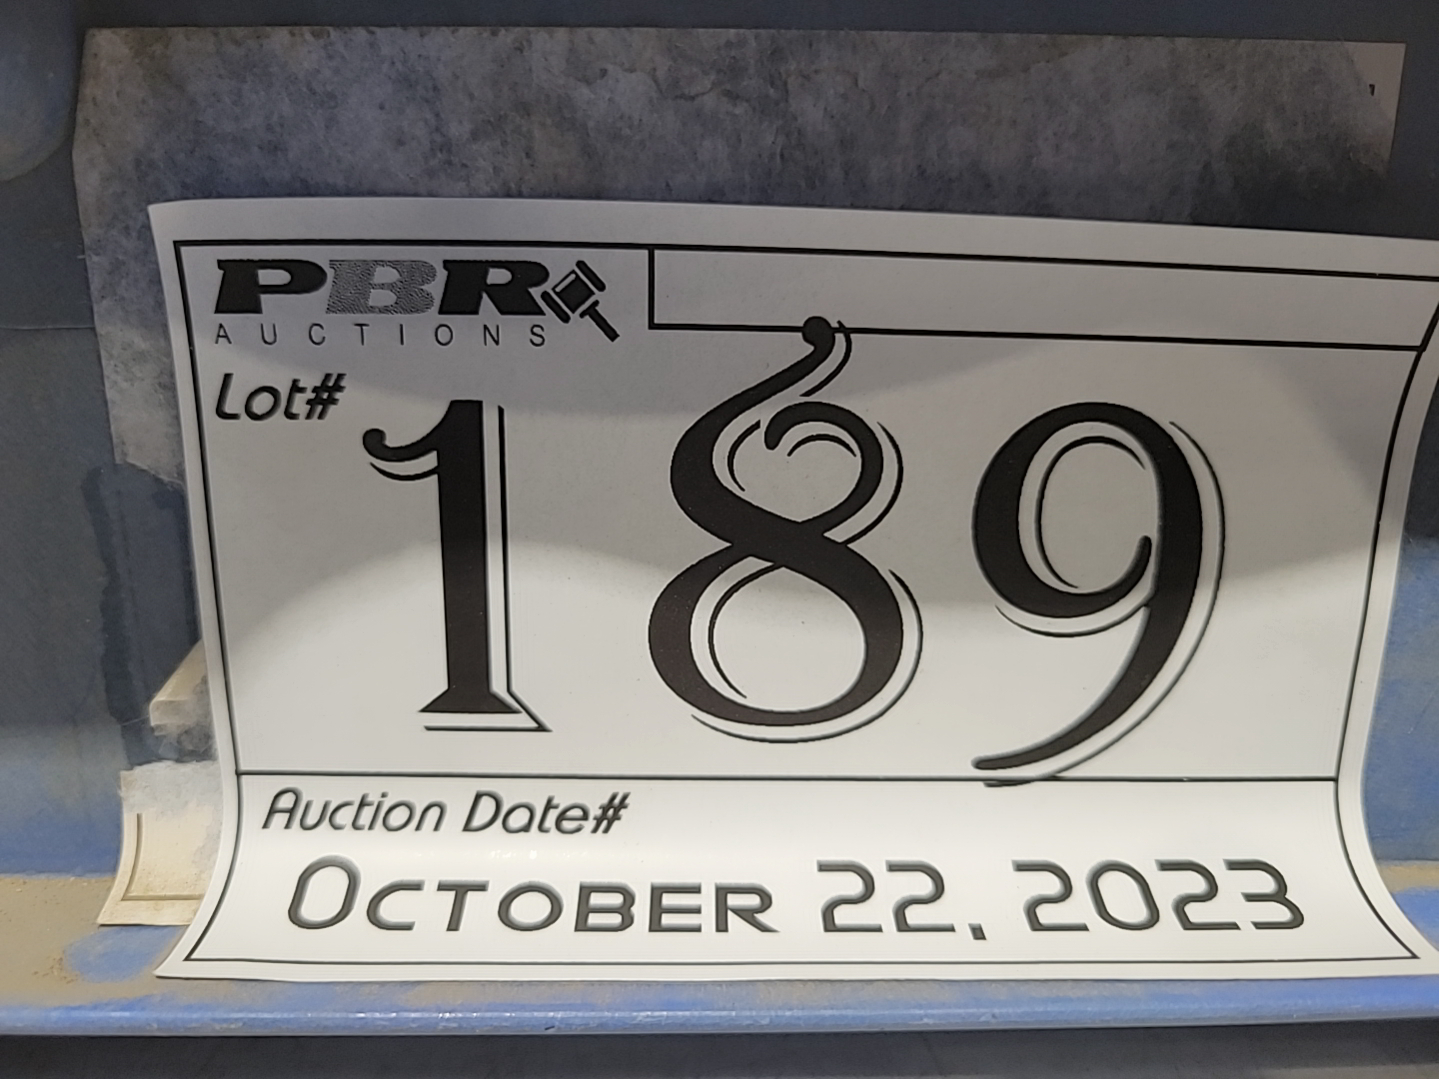 PBR
AUCTIONS
Lot#
189
Auction Date#
October 22, 2023